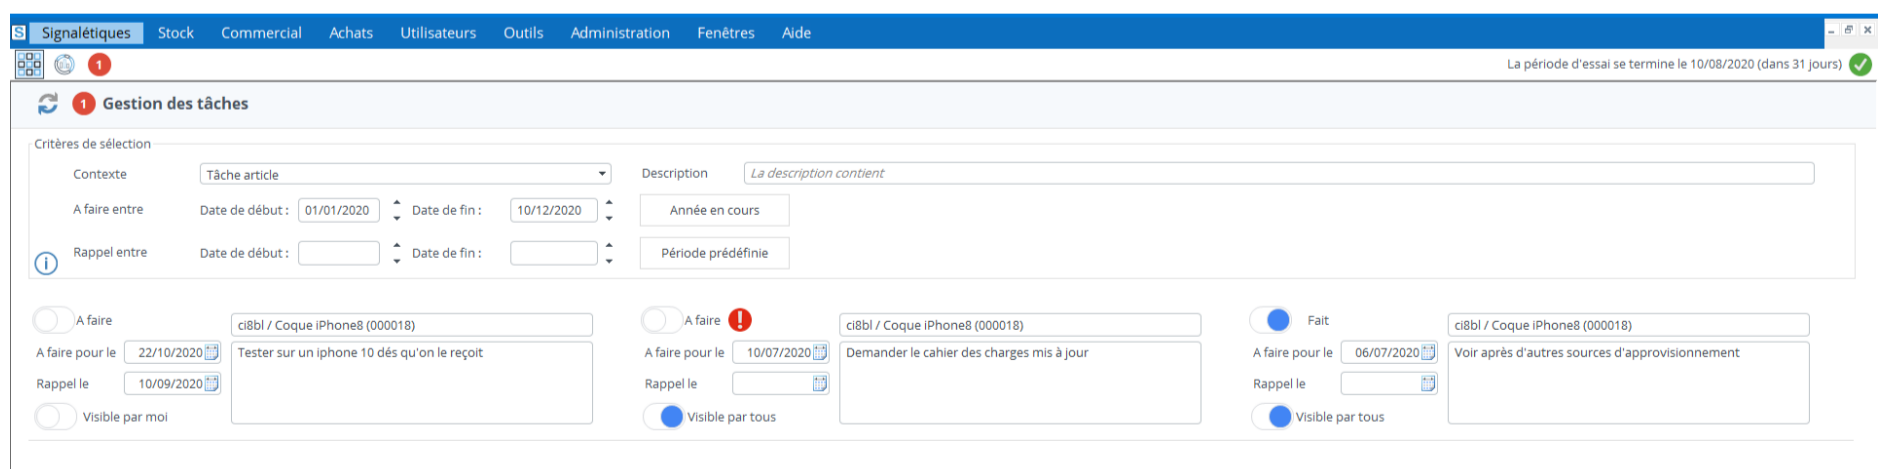 S Signalétiques Stock Commercial Achats Utilisateurs Outils Administration Fenêtres Aide
1 La période d'essai se termine le 10/08/2020 (dans 31 jours)
1 Gestion des tâches
Critères de sélection
Contexte Tâche article Description La description contient
A faire entre Date de début : 01/01/2020 Date de fin : 10/12/2020 Année en cours
Rappel entre Date de début : Date de fin : Période prédéfinie
A faire ci8bl / Coque iPhone8 (000018)
A faire pour le 22/10/2020 Tester sur un iphone 10 dés qu'on le reçoit
Rappel le 10/09/2020
Visible par moi
A faire ci8bl / Coque iPhone8 (000018)
A faire pour le 10/07/2020 Demander le cahier des charges mis à jour
Rappel le
Visible par tous
Fait ci8bl / Coque iPhone8 (000018)
A faire pour le 06/07/2020 Voir après d'autres sources d'approvisionnement
Rappel le
Visible par tous